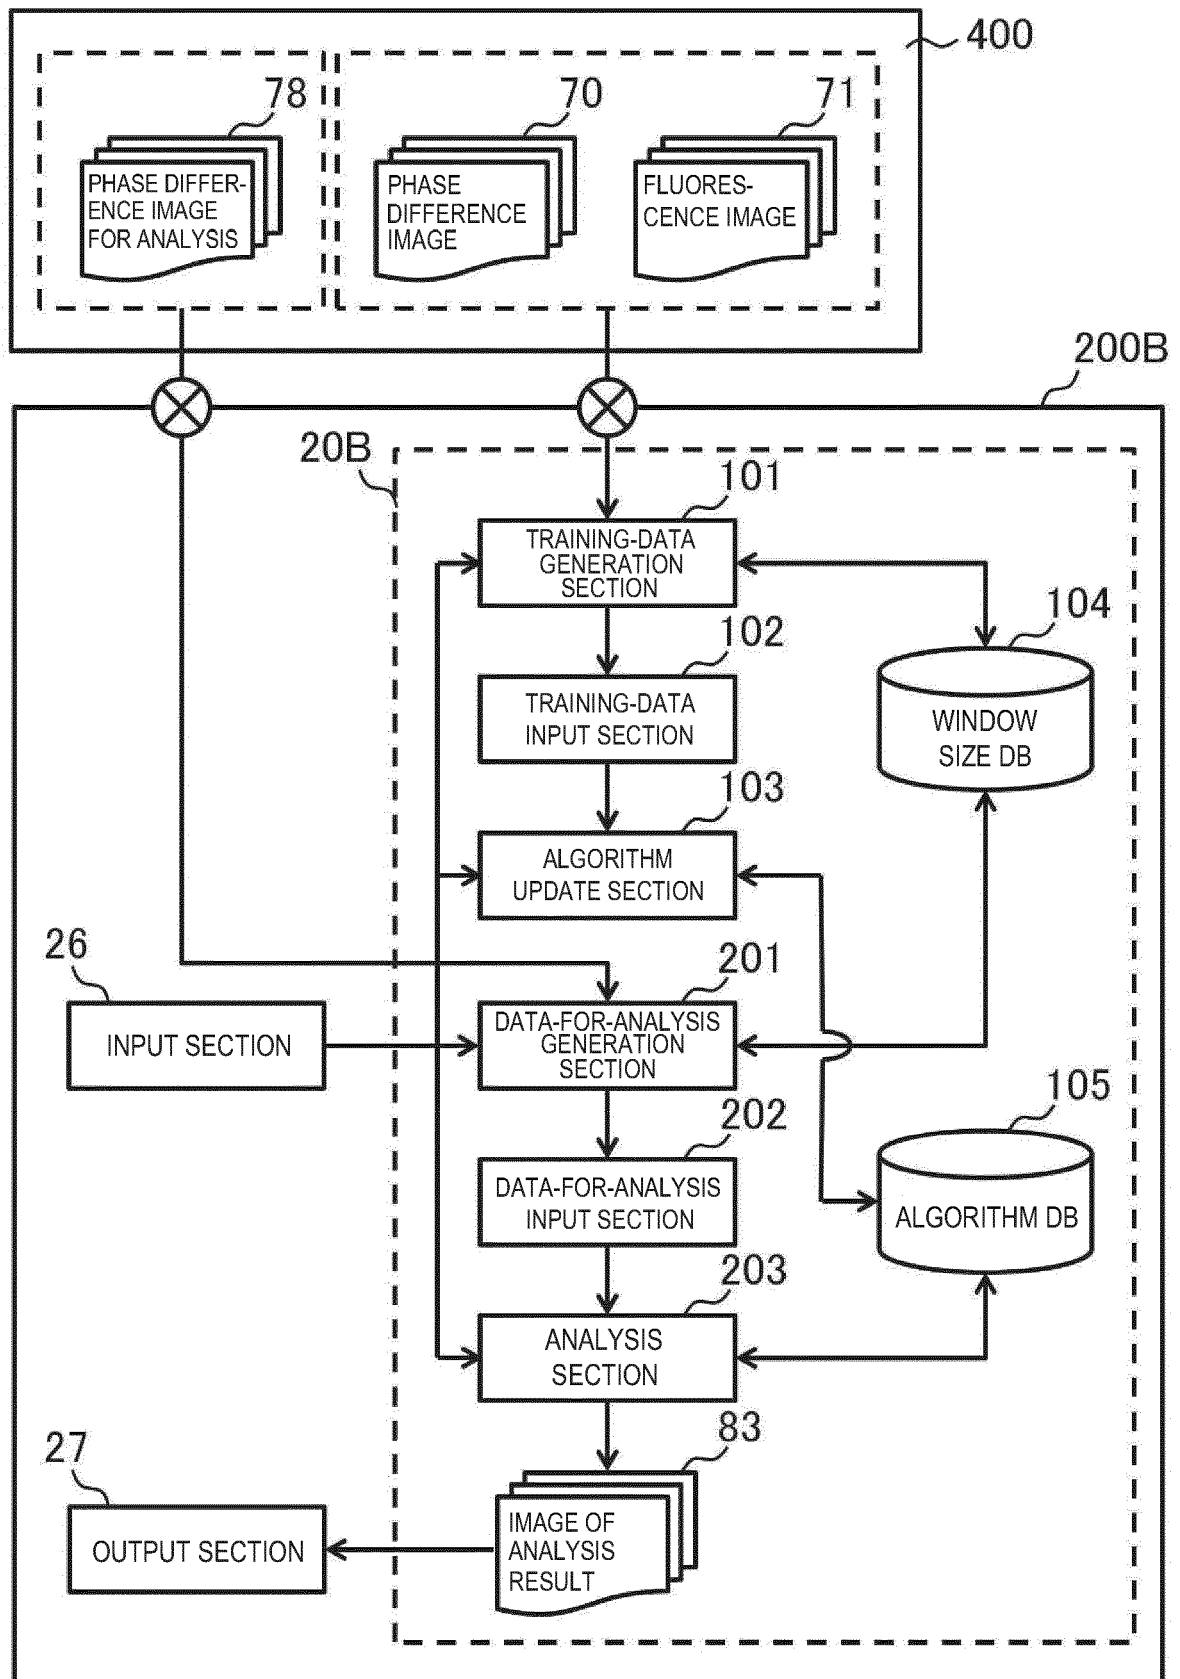 400
78
70
71
PHASE DIFFER-
ENCE IMAGE
FOR ANALYSIS
PHASE
DIFFERENCE
IMAGE
FLUORES-
CENCE IMAGE
200B
20B
101
TRAINING-DATA
GENERATION
SECTION
104
WINDOW
SIZE DB
102
TRAINING-DATA
INPUT SECTION
103
ALGORITHM
UPDATE SECTION
26
INPUT SECTION
201
DATA-FOR-ANALYSIS
GENERATION
SECTION
105
ALGORITHM DB
202
DATA-FOR-ANALYSIS
INPUT SECTION
203
ANALYSIS
SECTION
83
IMAGE OF
ANALYSIS
RESULT
27
OUTPUT SECTION